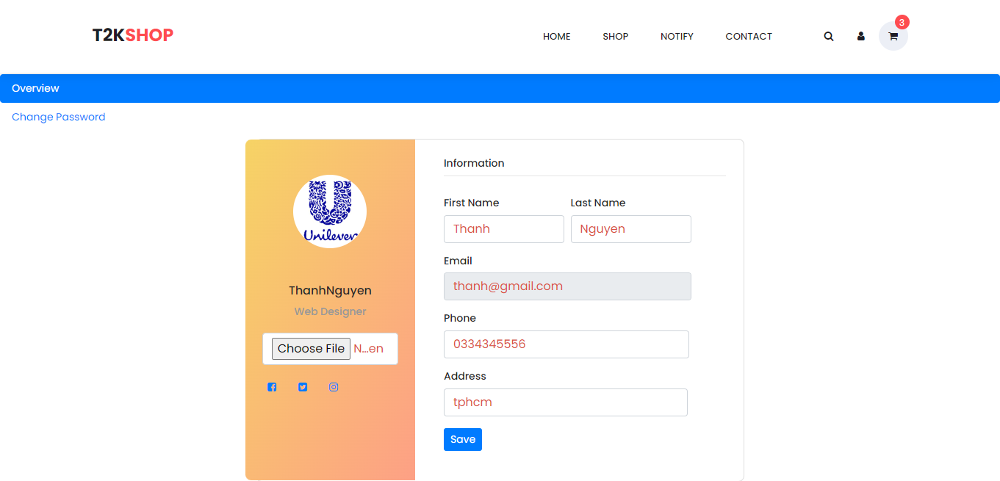 T2KSHOP
HOME SHOP NOTIFY CONTACT 3
Overview
Change Password
Unilever
ThanhNguyen
Web Designer
Choose File N...en
Information
First Name Last Name
Thanh Nguyen
Email
thanh@gmail.com
Phone
0334345556
Address
tphcm
Save